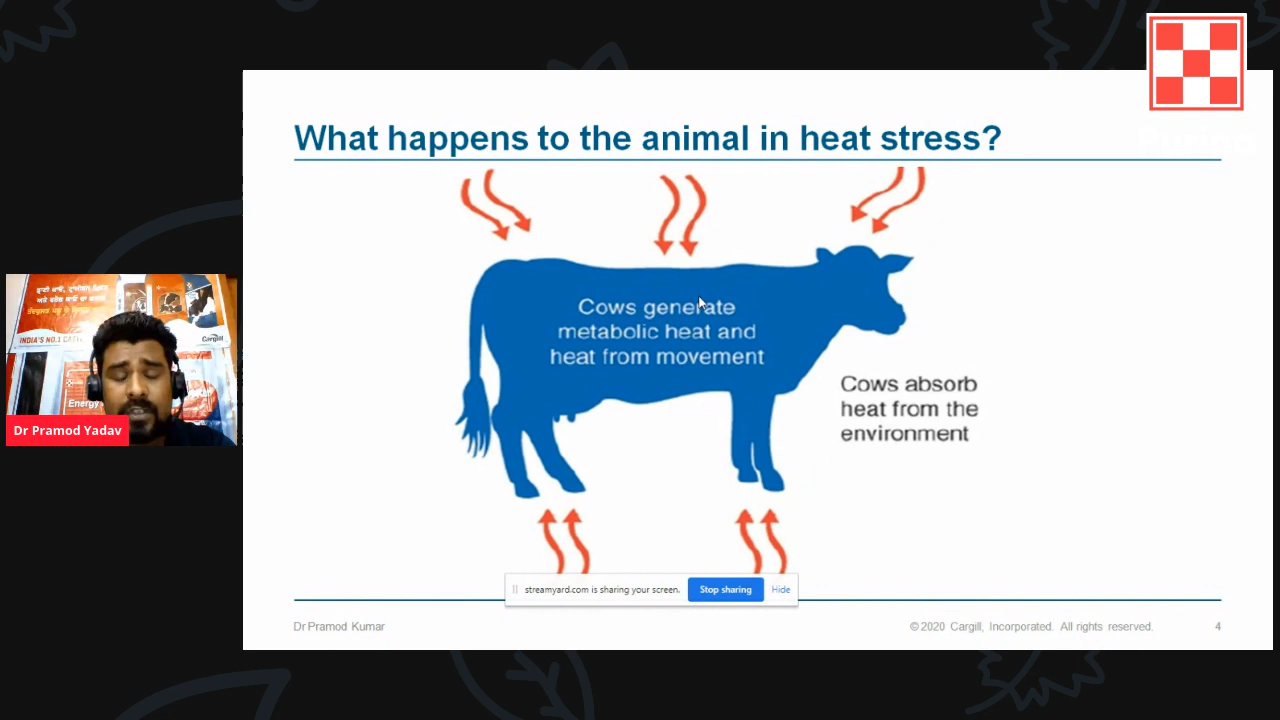 What happens to the animal in heat stress?
Cows generate
metabolic heat and
heat from movement
Cows absorb
heat from the
environment
INDIA'S NO.1
Cargill
Energy
Dr Pramod Yadav
streamyard.com is sharing your screen.
Stop sharing
Hide
Dr Pramod Kumar
© 2020 Cargill, Incorporated. All rights reserved.
4
Purina